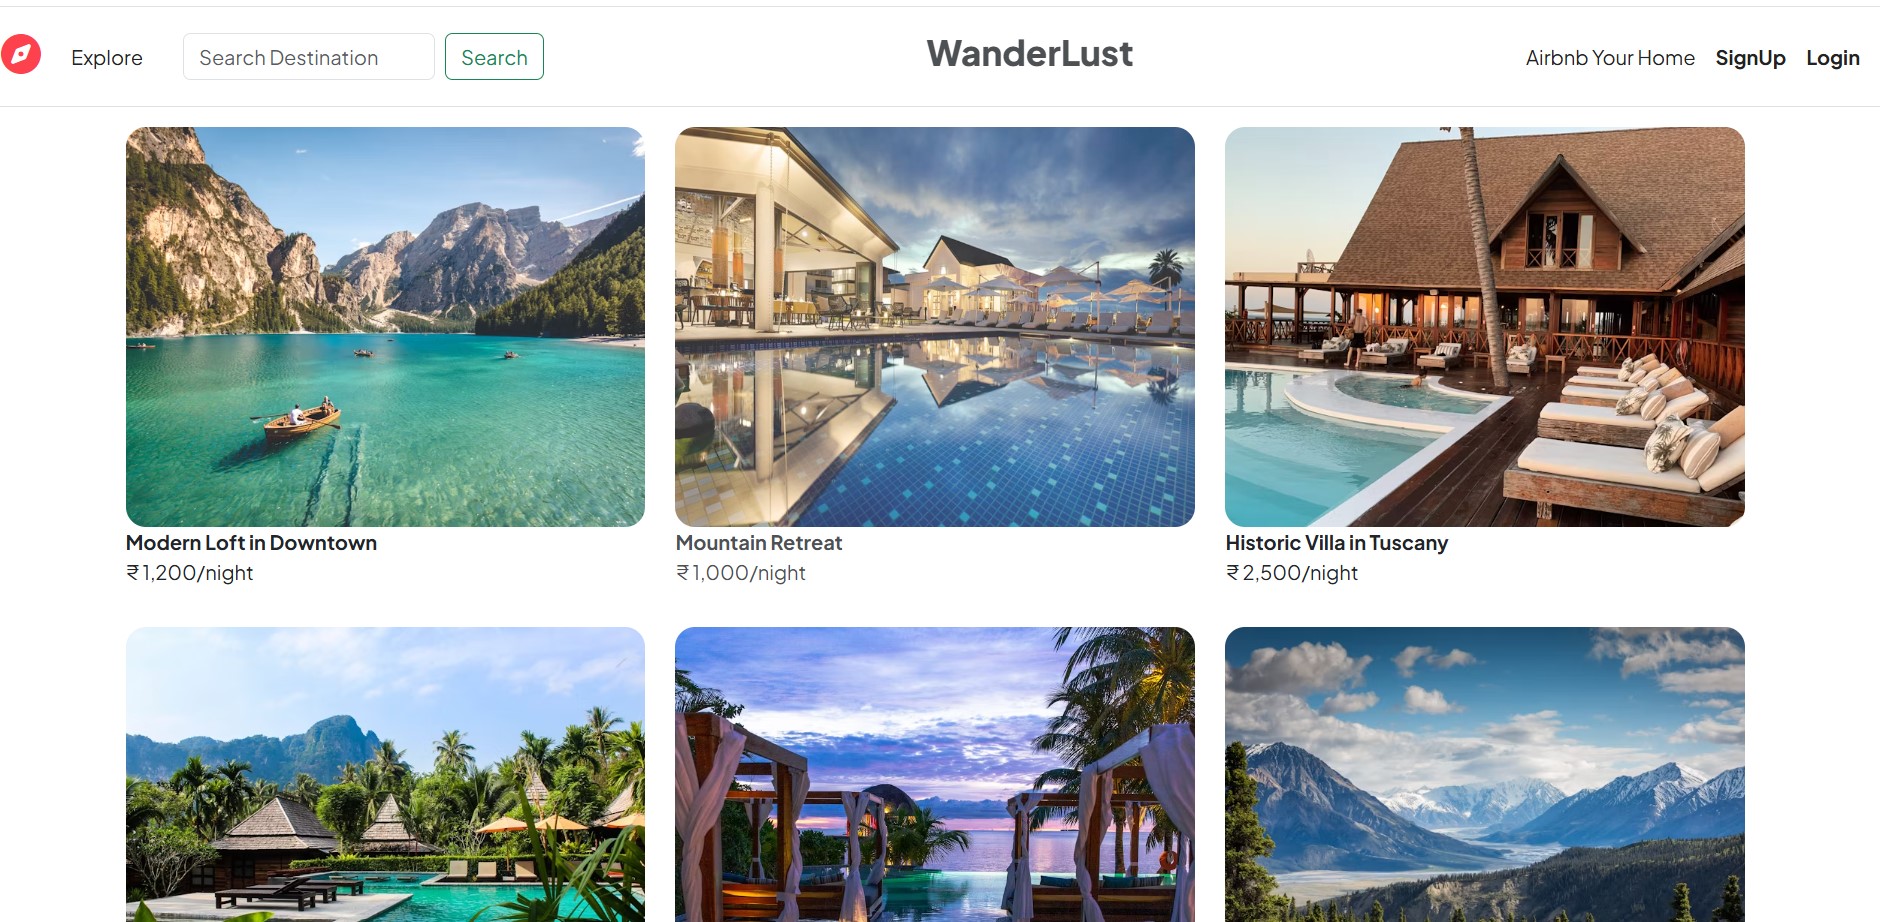 Explore
Search Destination
Search
WanderLust
Airbnb Your Home
SignUp
Login
Modern Loft in Downtown
₹1,200/night
Mountain Retreat
₹1,000/night
Historic Villa in Tuscany
₹2,500/night